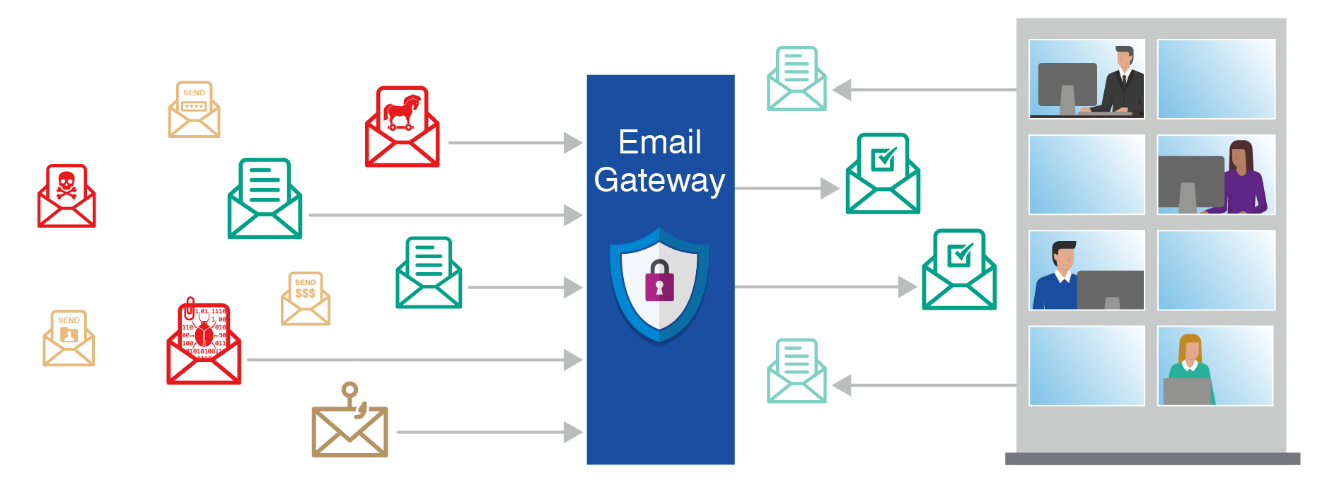 SEND
****
Email
Gateway
SEND
$$$
SEND